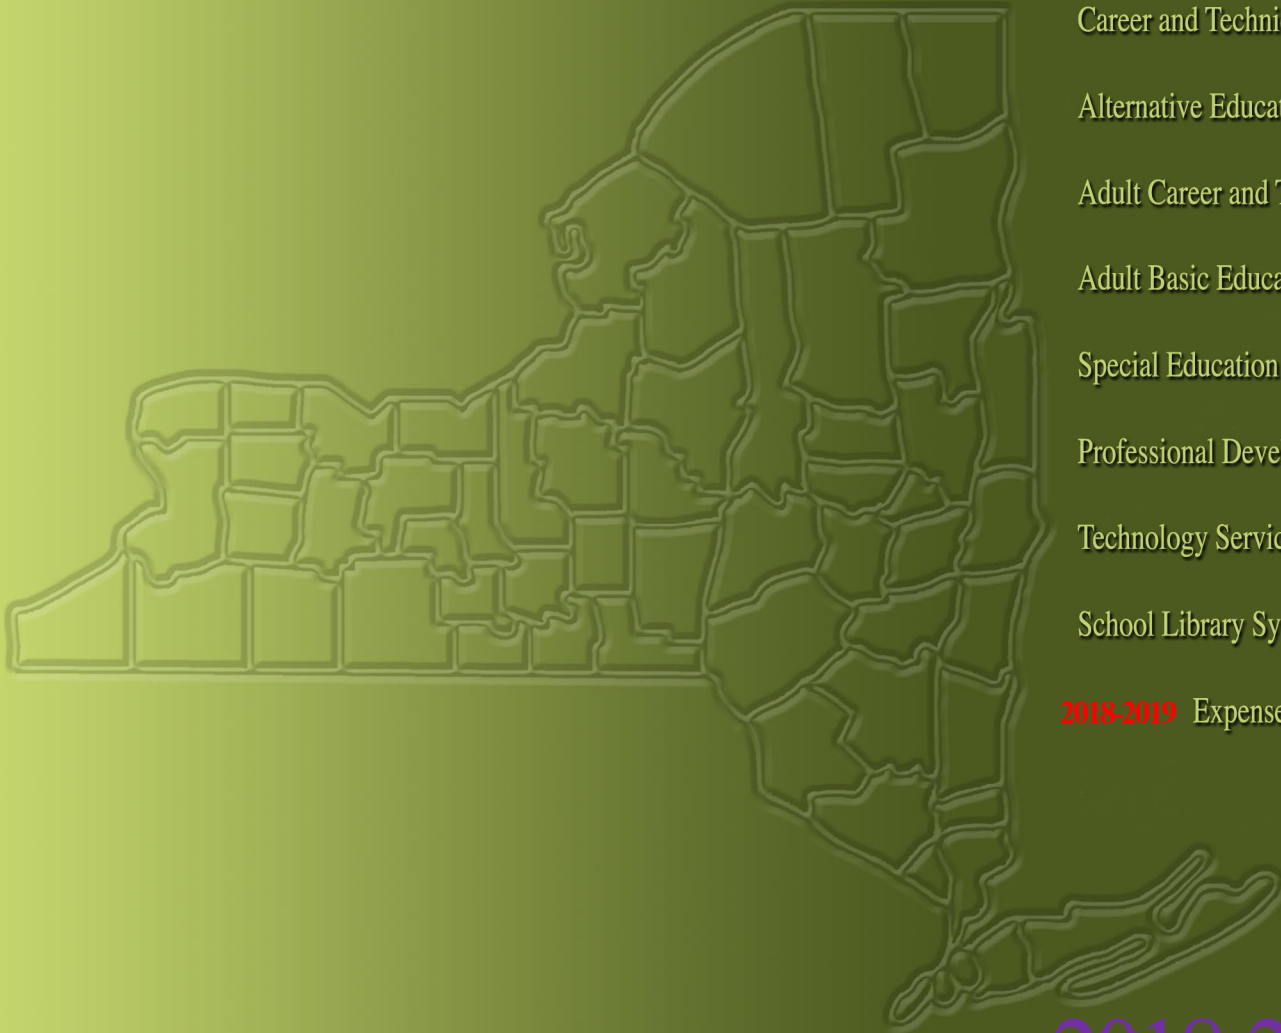 Career and Techni
Alternative Educa
Adult Career and T
Adult Basic Educa
Special Education
Professional Deve
Technology Servic
School Library Sy
2018-2019 Expense